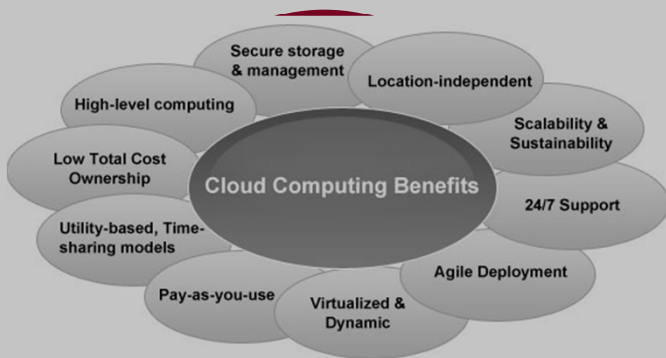 Secure storage
& management
Location-independent
High-level computing
Scalability &
Sustainability
Low Total Cost
Ownership
Cloud Computing Benefits
24/7 Support
Utility-based, Time-
sharing models
Agile Deployment
Pay-as-you-use
Virtualized &
Dynamic